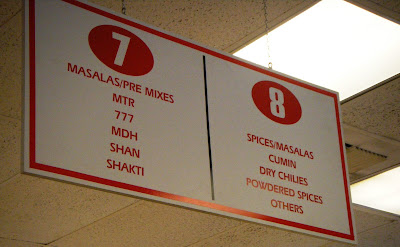 7
MASALAS/PRE MIXES
MTR
777
MDH
SHAN
SHAKTI
8
SPICES/MASALAS
CUMIN
DRY CHILIES
POWDERED SPICES
OTHERS